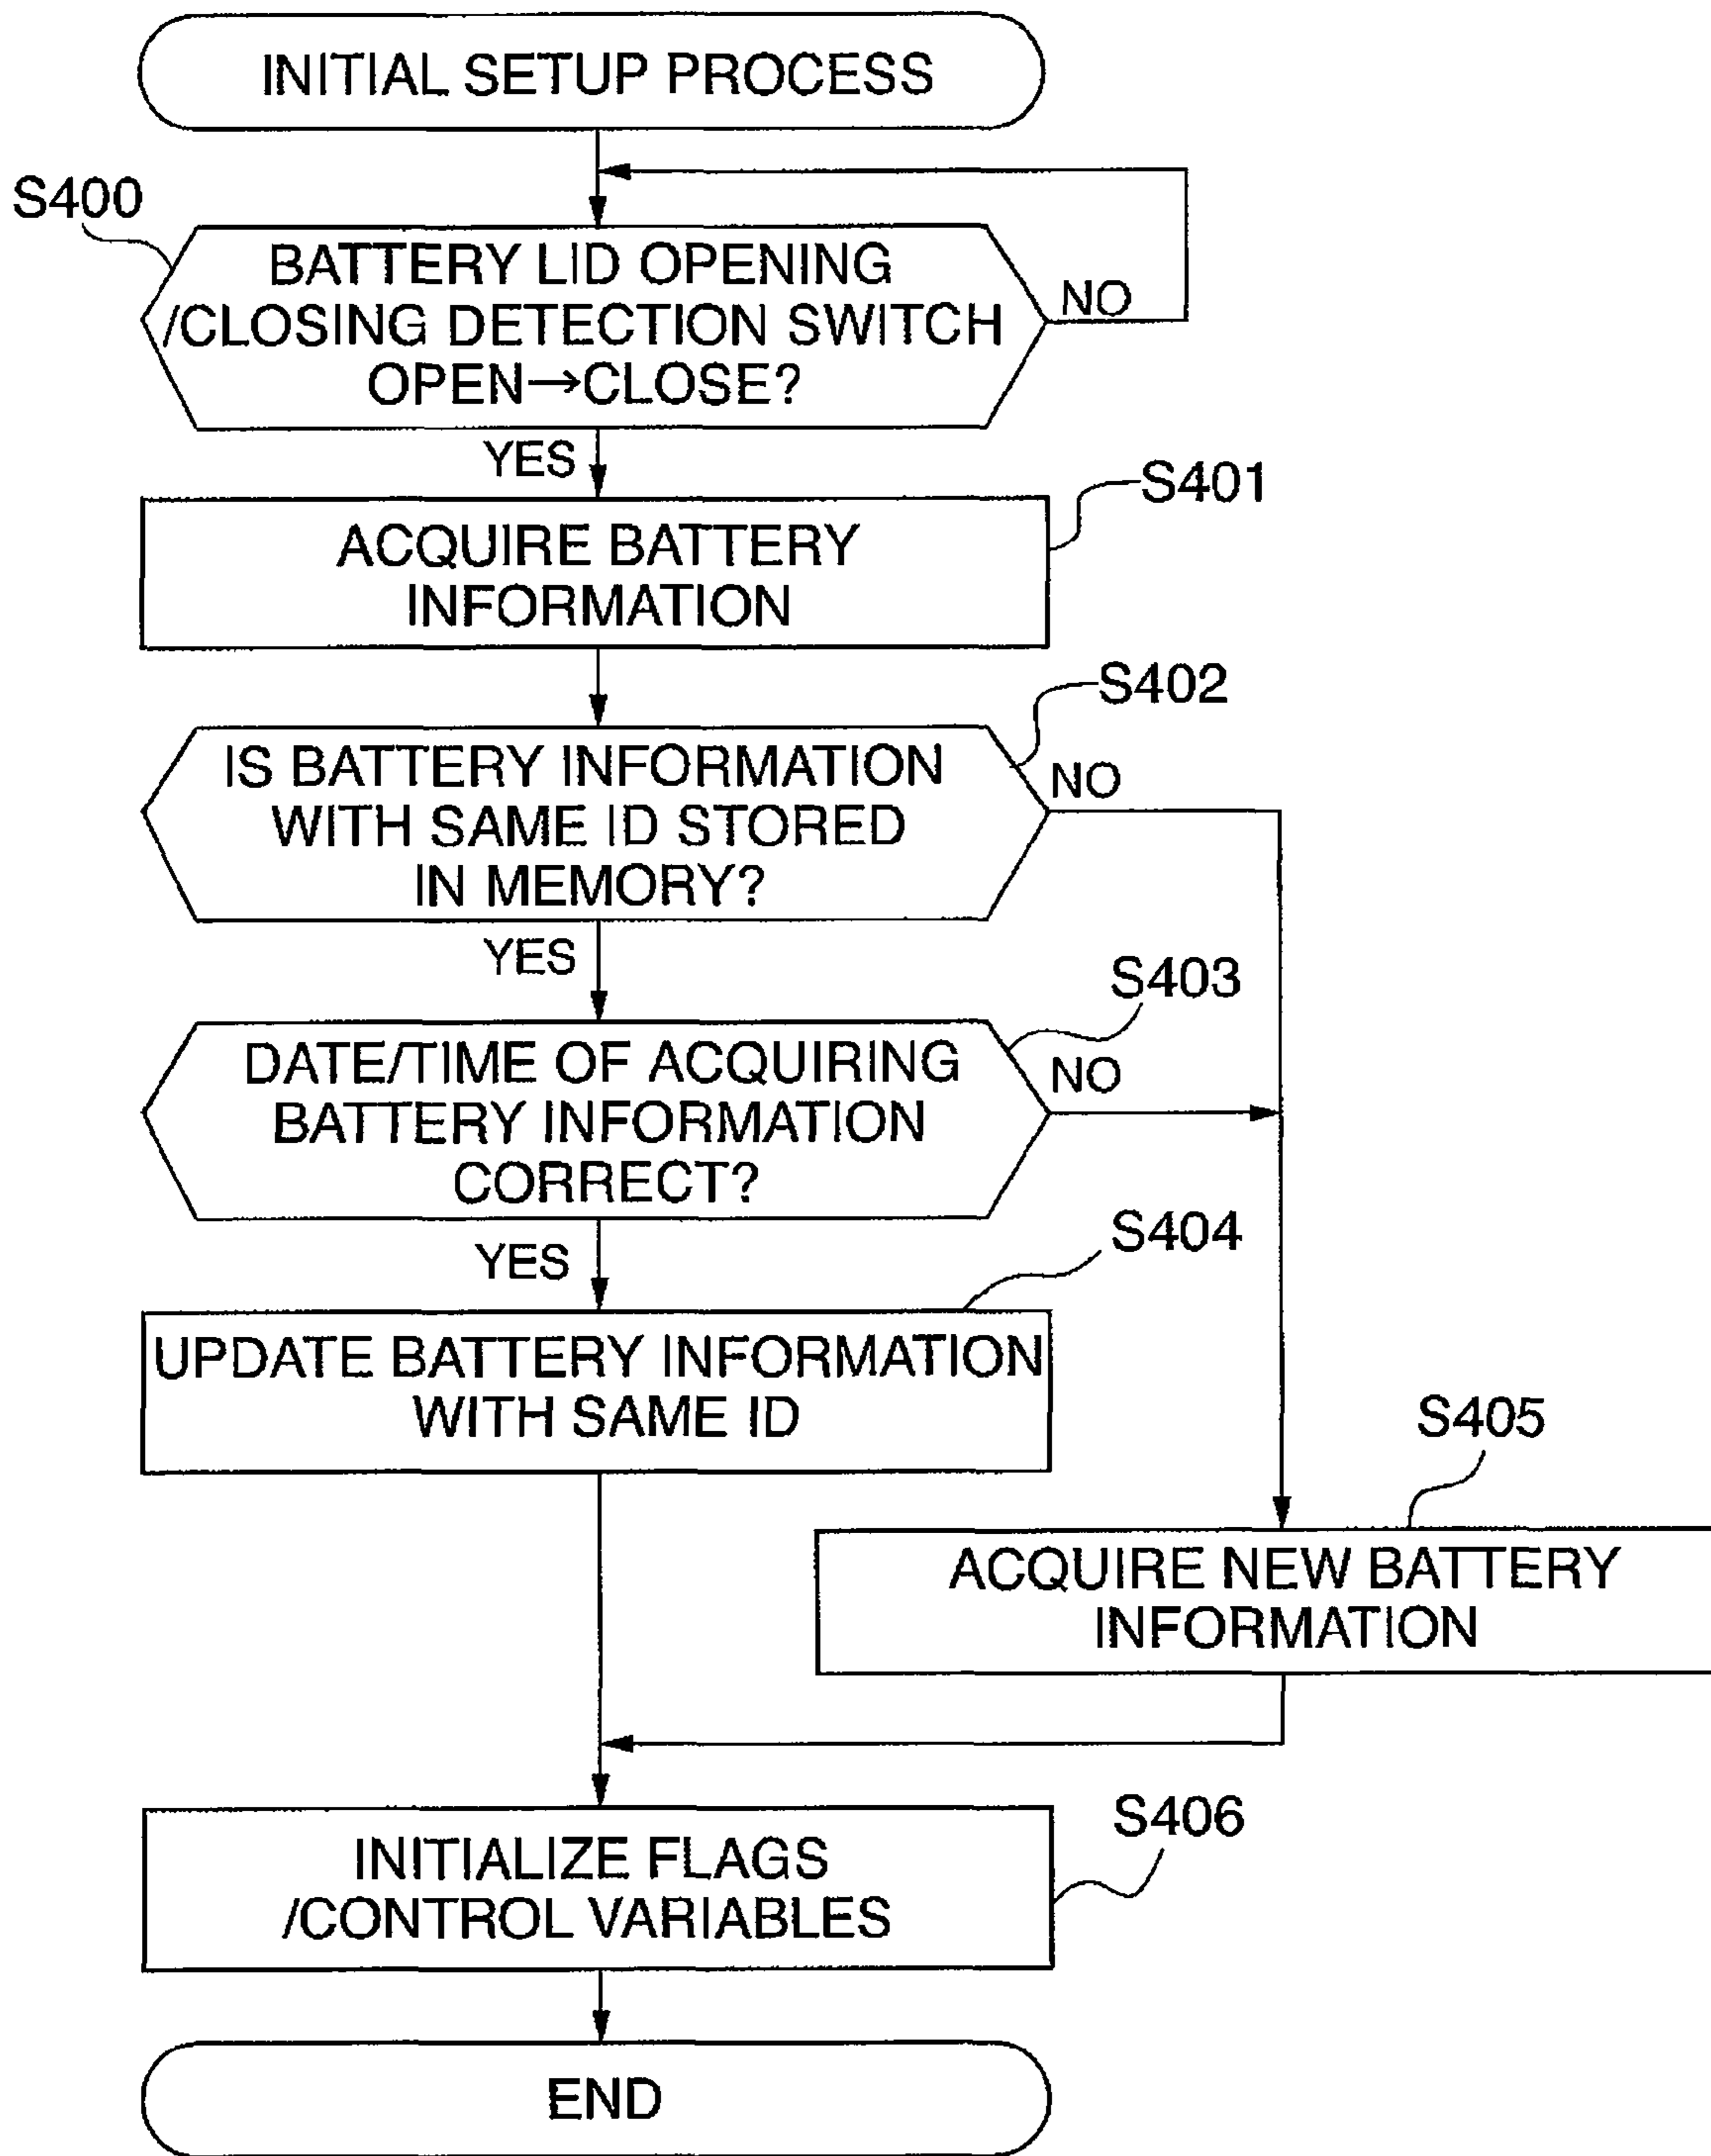 INITIAL SETUP PROCESS
S400
BATTERY LID OPENING
/CLOSING DETECTION SWITCH
OPEN→CLOSE?
NO
YES
S401
ACQUIRE BATTERY
INFORMATION
S402
IS BATTERY INFORMATION
WITH SAME ID STORED
IN MEMORY?
NO
YES
S403
DATE/TIME OF ACQUIRING
BATTERY INFORMATION
CORRECT?
NO
YES
S404
UPDATE BATTERY INFORMATION
WITH SAME ID
S405
ACQUIRE NEW BATTERY
INFORMATION
S406
INITIALIZE FLAGS
/CONTROL VARIABLES
END